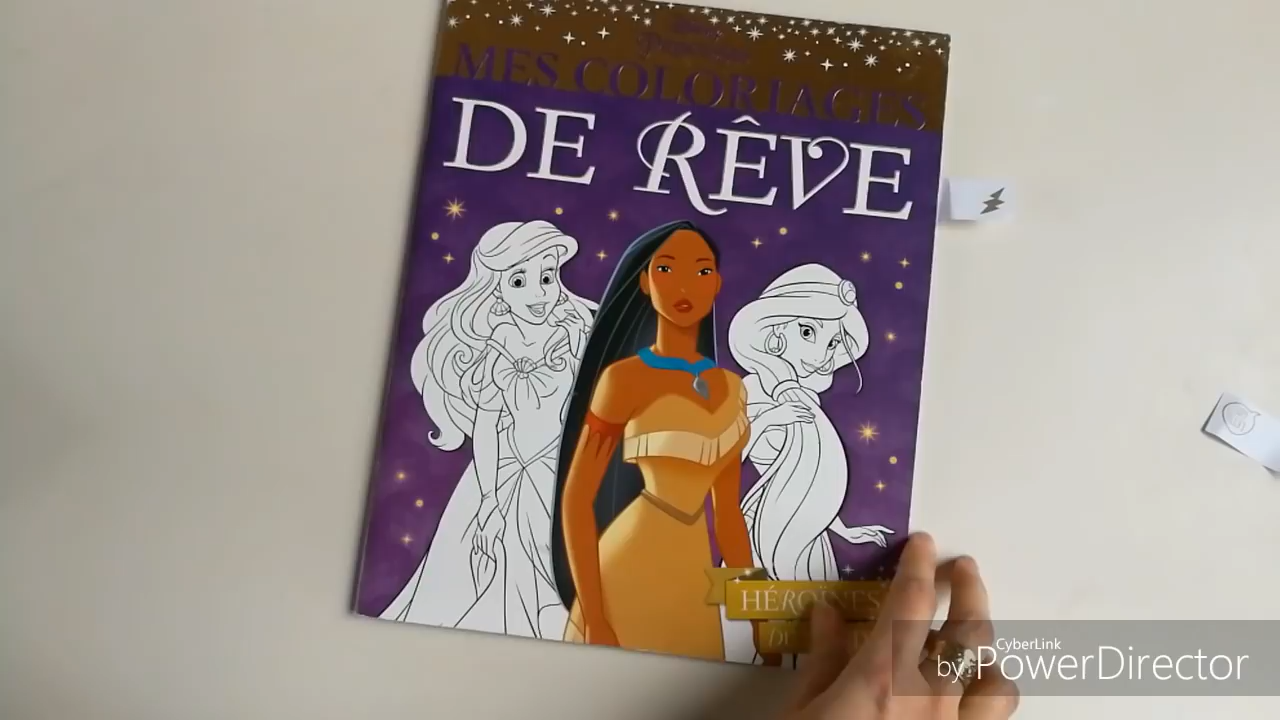 MES COLORIAGES
DE RÊVE
HÉROÏNES
CyberLink
by PowerDirector